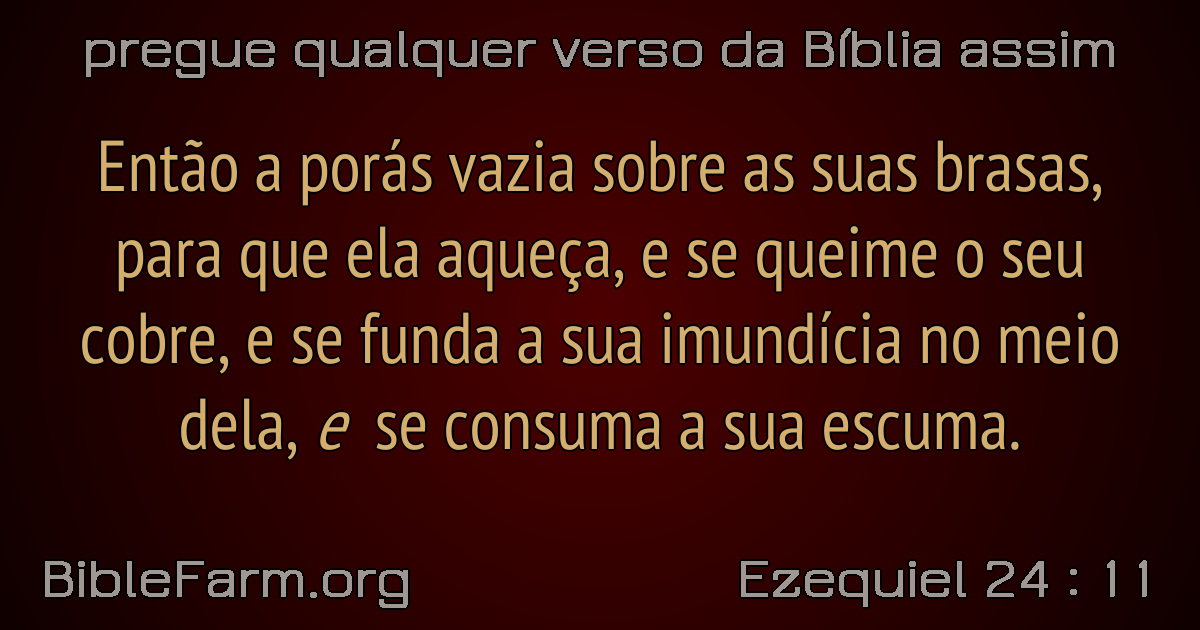 pregue qualquer verso da Bíblia assim
Então a porás vazia sobre as suas brasas,
para que ela aqueça, e se queime o seu
cobre, e se funda a sua imundícia no meio
dela, e se consuma a sua escuma.
BibleFarm.org
Ezequiel 24 : 11